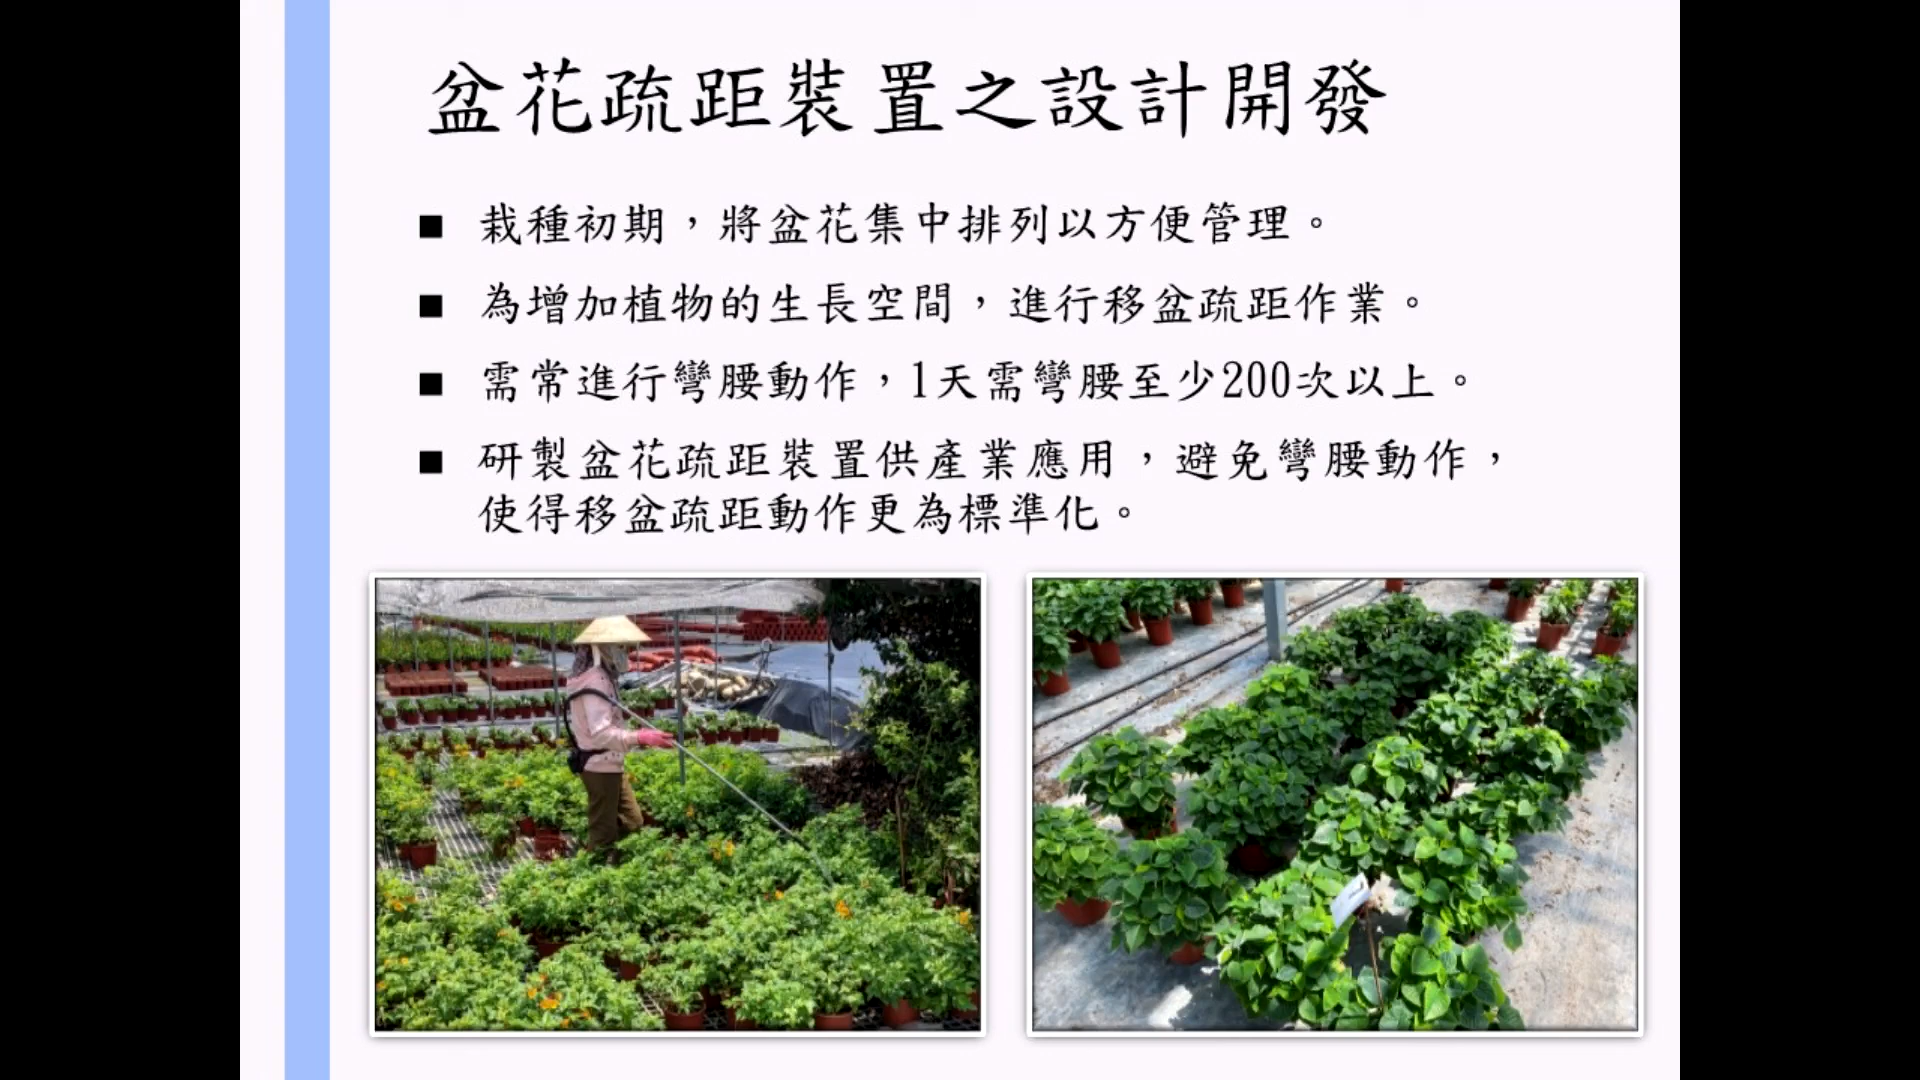 盆花疏距裝置之設計開發
■ 栽種初期，將盆花集中排列以方便管理。
■ 為增加植物的生長空間，進行移盆疏距作業。
■ 需常進行彎腰動作，1天需彎腰至少200次以上。
■ 研製盆花疏距裝置供產業應用，避免彎腰動作，
使得移盆疏距動作更為標準化。